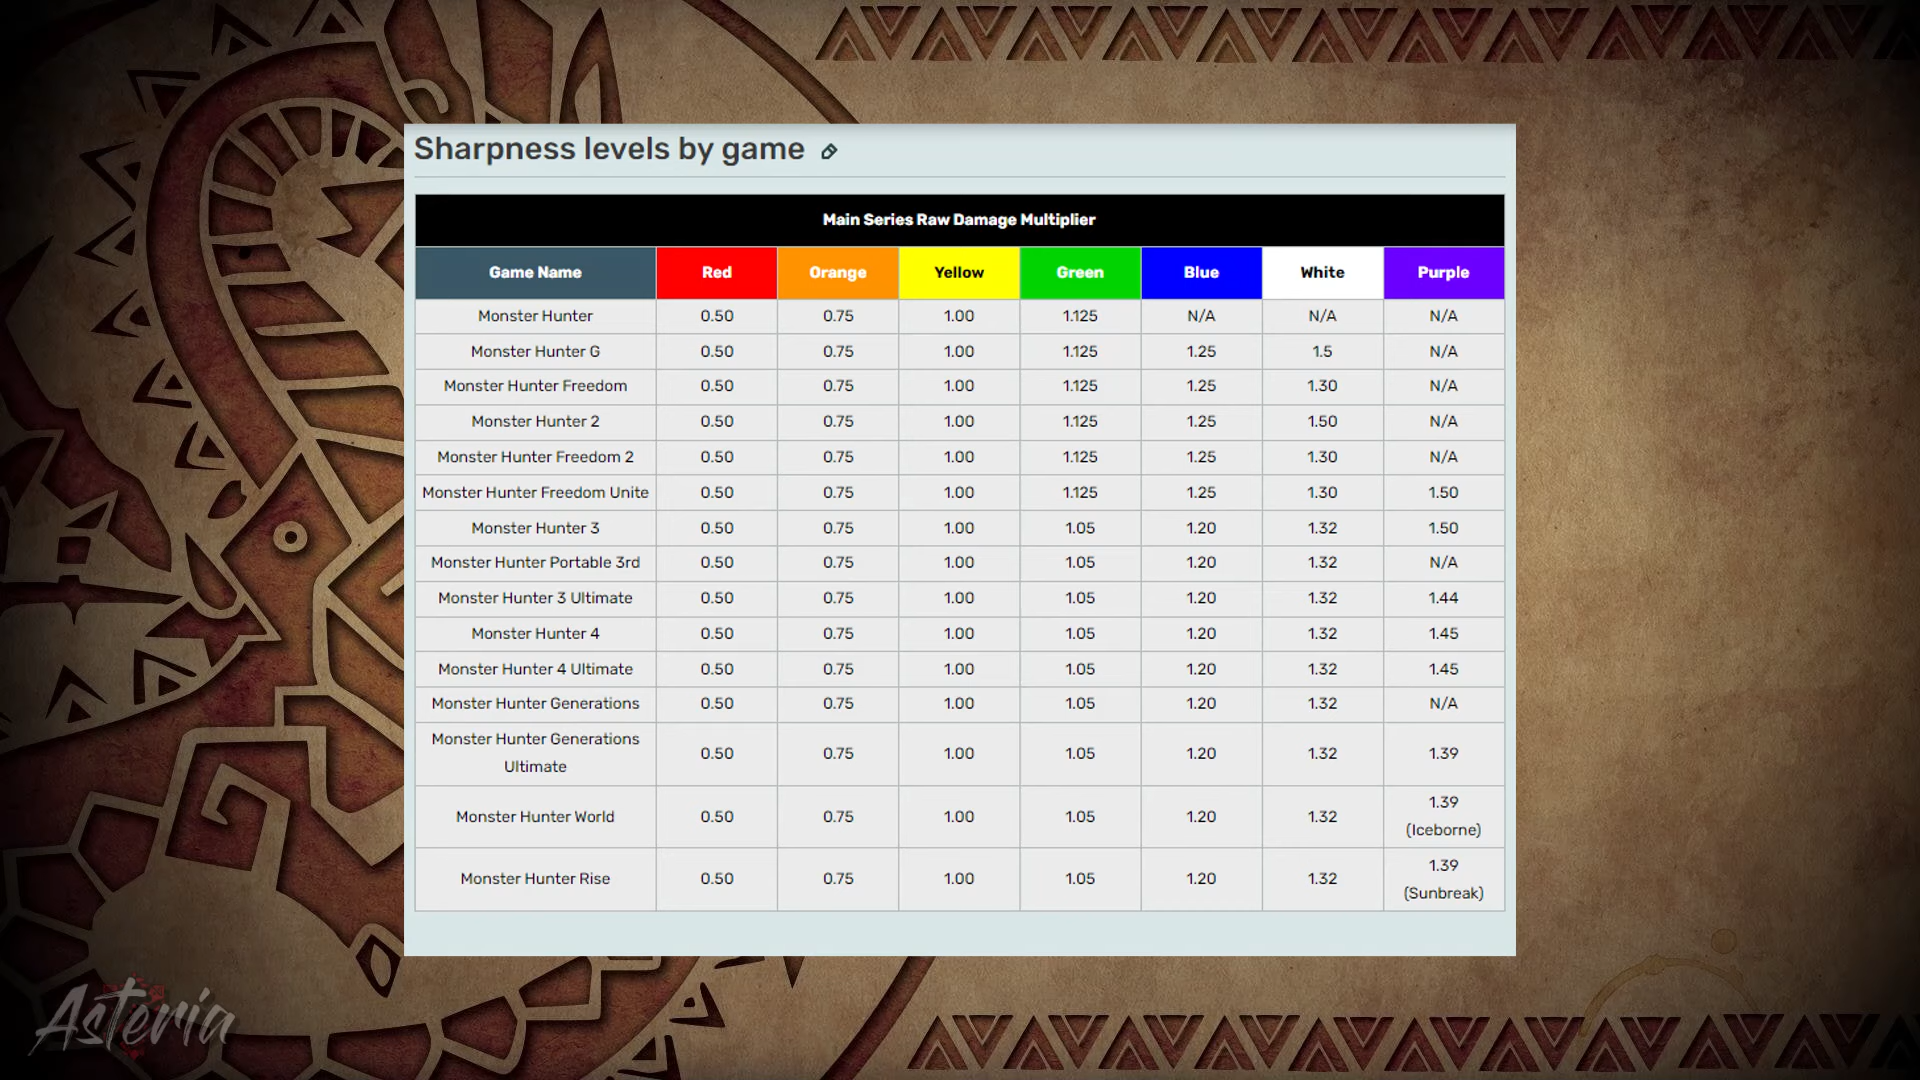 Sharpness levels by game
Main Series Raw Damage Multiplier
Game Name Red Orange Yellow Green Blue White Purple
Monster Hunter 0.50 0.75 1.00 1.125 N/A N/A N/A
Monster Hunter G 0.50 0.75 1.00 1.125 1.25 1.5 N/A
Monster Hunter Freedom 0.50 0.75 1.00 1.125 1.25 1.30 N/A
Monster Hunter 2 0.50 0.75 1.00 1.125 1.25 1.50 N/A
Monster Hunter Freedom 2 0.50 0.75 1.00 1.125 1.25 1.30 N/A
Monster Hunter Freedom Unite 0.50 0.75 1.00 1.125 1.25 1.30 1.50
Monster Hunter 3 0.50 0.75 1.00 1.05 1.20 1.32 1.50
Monster Hunter Portable 3rd 0.50 0.75 1.00 1.05 1.20 1.32 N/A
Monster Hunter 3 Ultimate 0.50 0.75 1.00 1.05 1.20 1.32 1.44
Monster Hunter 4 0.50 0.75 1.00 1.05 1.20 1.32 1.45
Monster Hunter 4 Ultimate 0.50 0.75 1.00 1.05 1.20 1.32 1.45
Monster Hunter Generations 0.50 0.75 1.00 1.05 1.20 1.32 N/A
Monster Hunter Generations
Ultimate 0.50 0.75 1.00 1.05 1.20 1.32 1.39
Monster Hunter World 0.50 0.75 1.00 1.05 1.20 1.32 1.39
(Iceborne)
Monster Hunter Rise 0.50 0.75 1.00 1.05 1.20 1.32 1.39
(Sunbreak)
Asteria